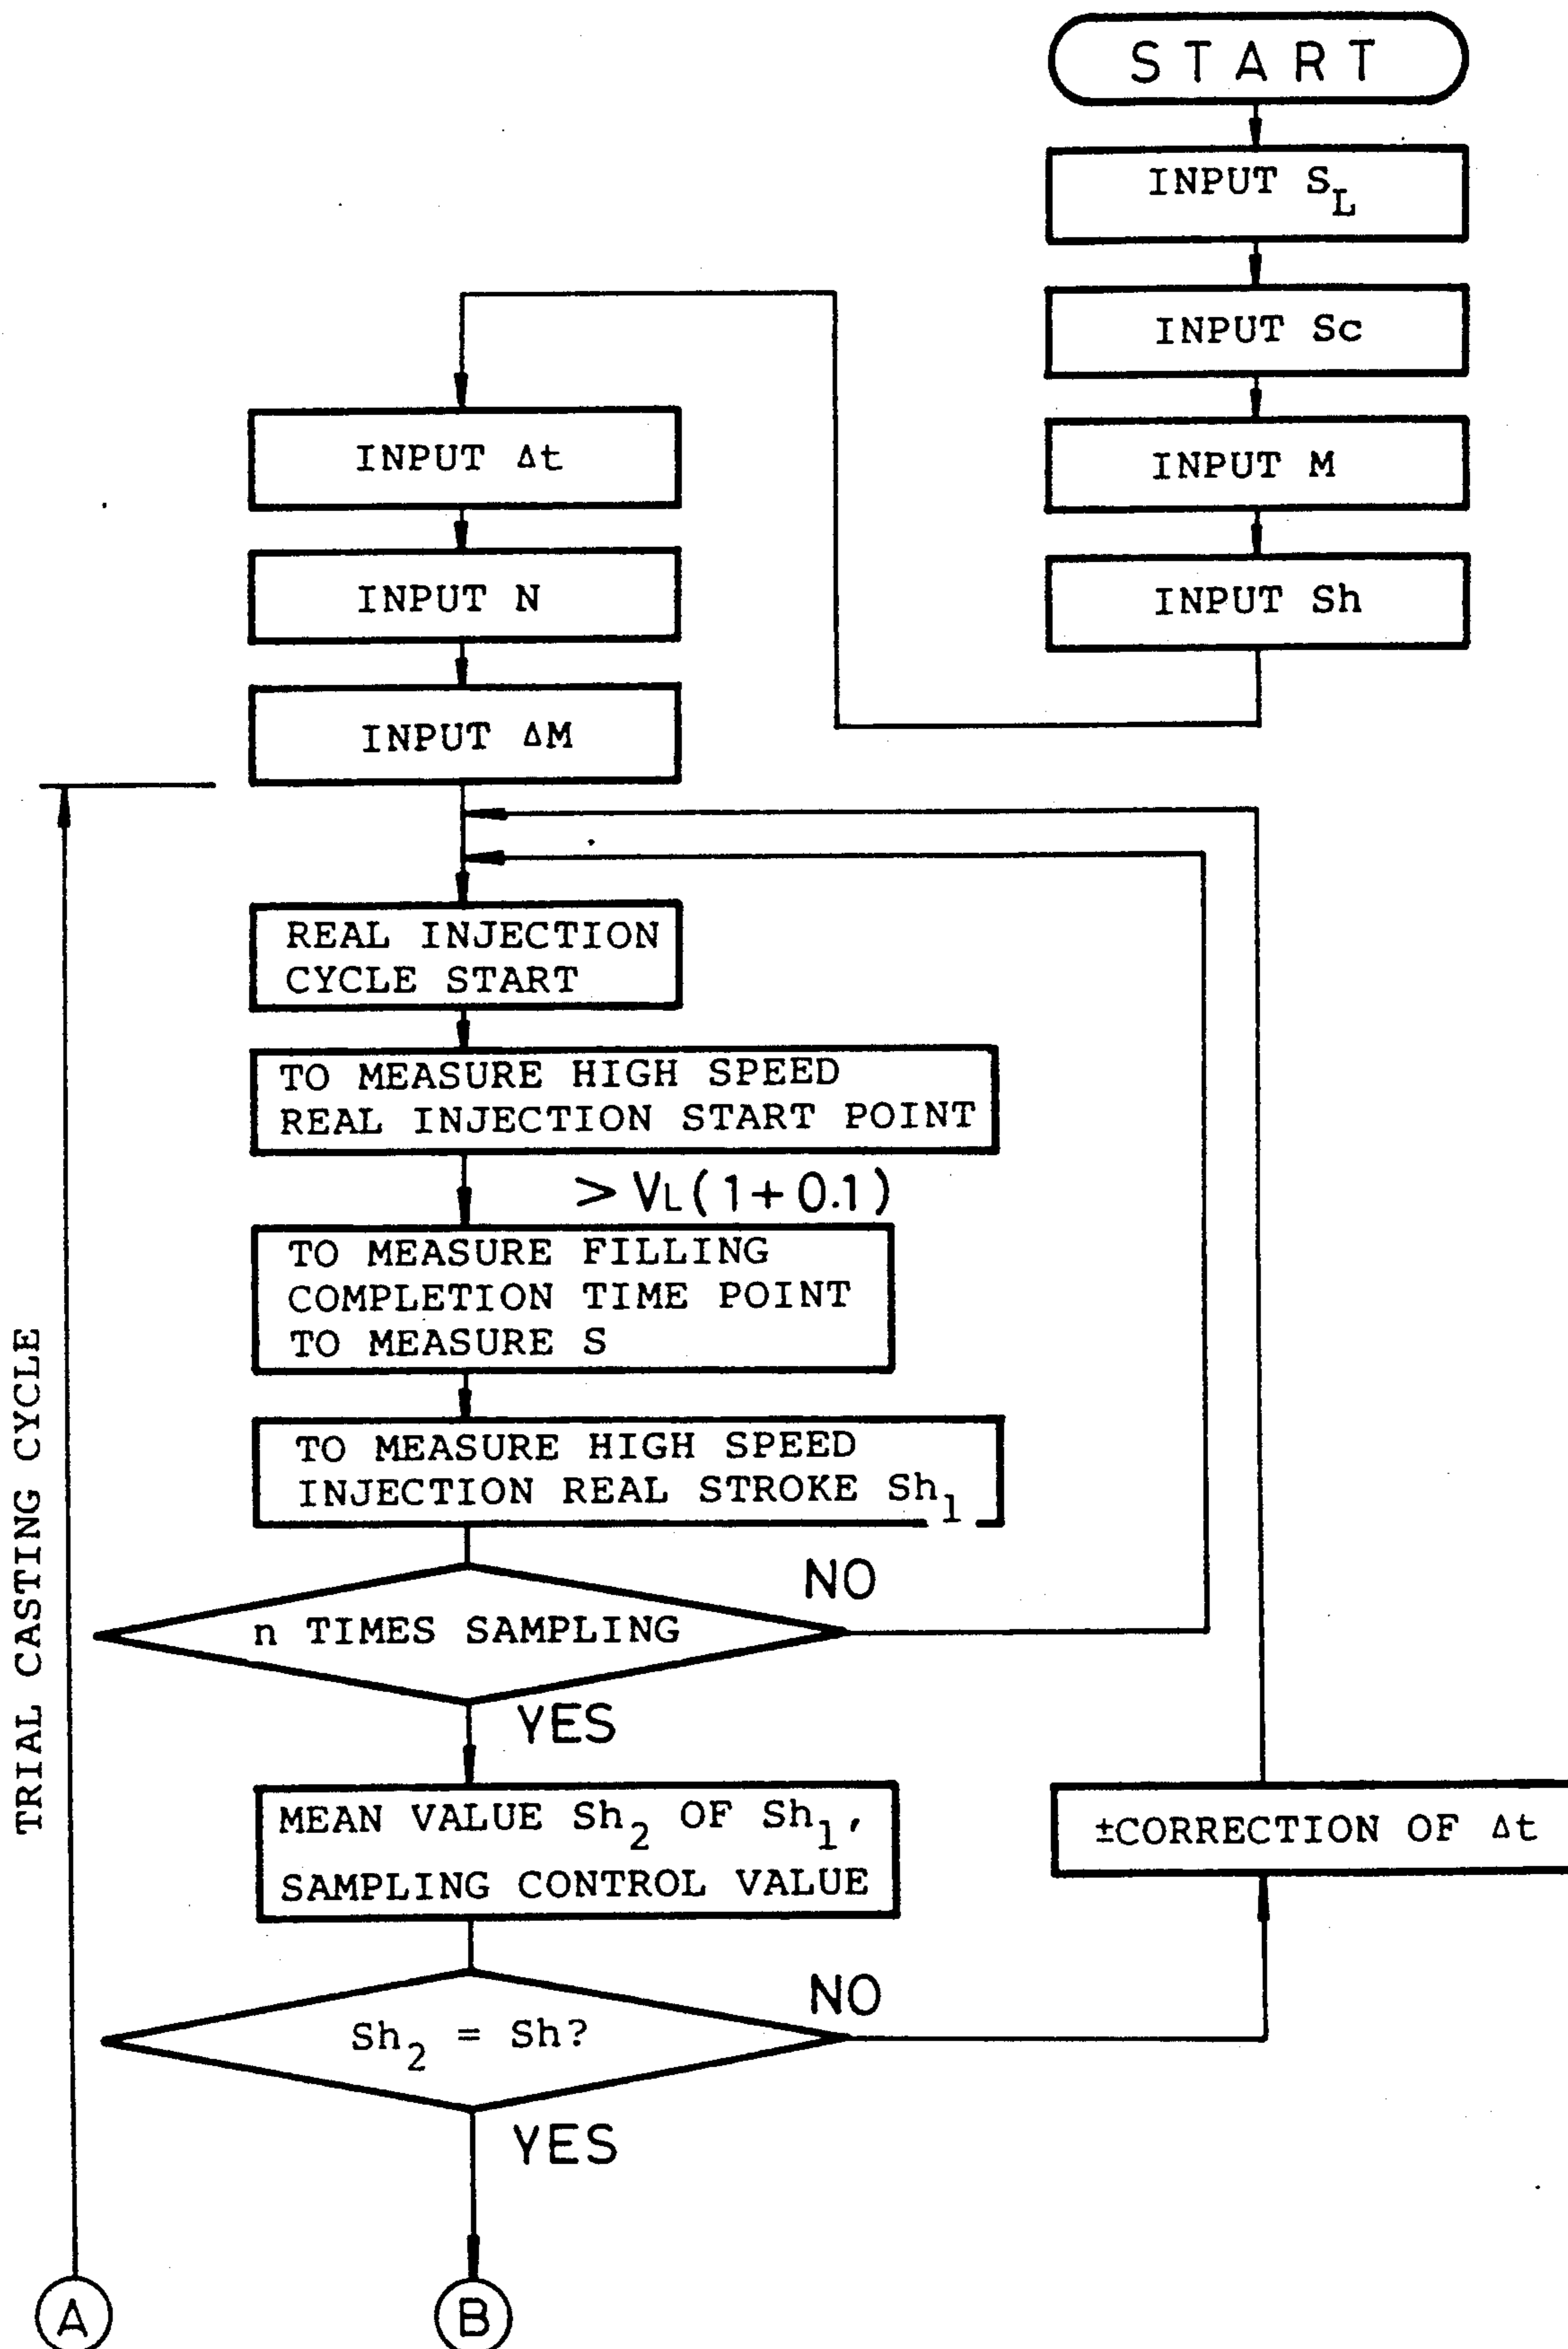 START
INPUT S_L
INPUT Sc
INPUT M
INPUT Sh
INPUT Δt
INPUT N
INPUT ΔM
REAL INJECTION
CYCLE START
TO MEASURE HIGH SPEED
REAL INJECTION START POINT
> VL(1+0.1)
TO MEASURE FILLING
COMPLETION TIME POINT
TO MEASURE S
TO MEASURE HIGH SPEED
INJECTION REAL STROKE Sh₁
n TIMES SAMPLING
NO
YES
MEAN VALUE Sh₂ OF Sh₁,
SAMPLING CONTROL VALUE
±CORRECTION OF Δt
Sh₂ = Sh?
NO
YES
TRIAL CASTING CYCLE
A
B